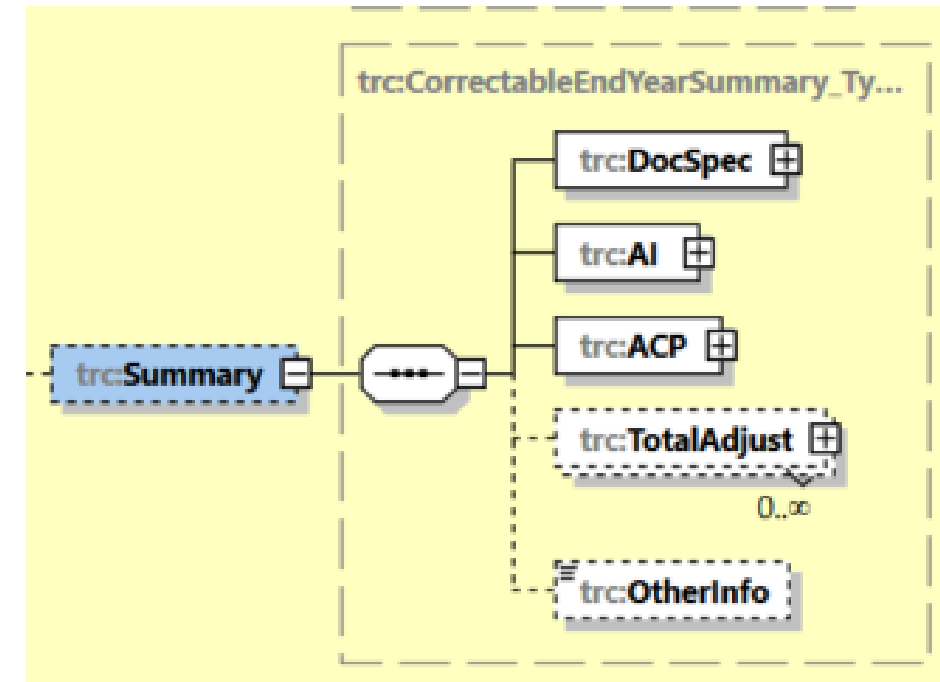 trc:CorrectableEndYearSummary_Ty...
trc:DocSpec
trc:AI
trc:ACP
trc:Summary
trc:TotalAdjust
0..∞
trc:OtherInfo